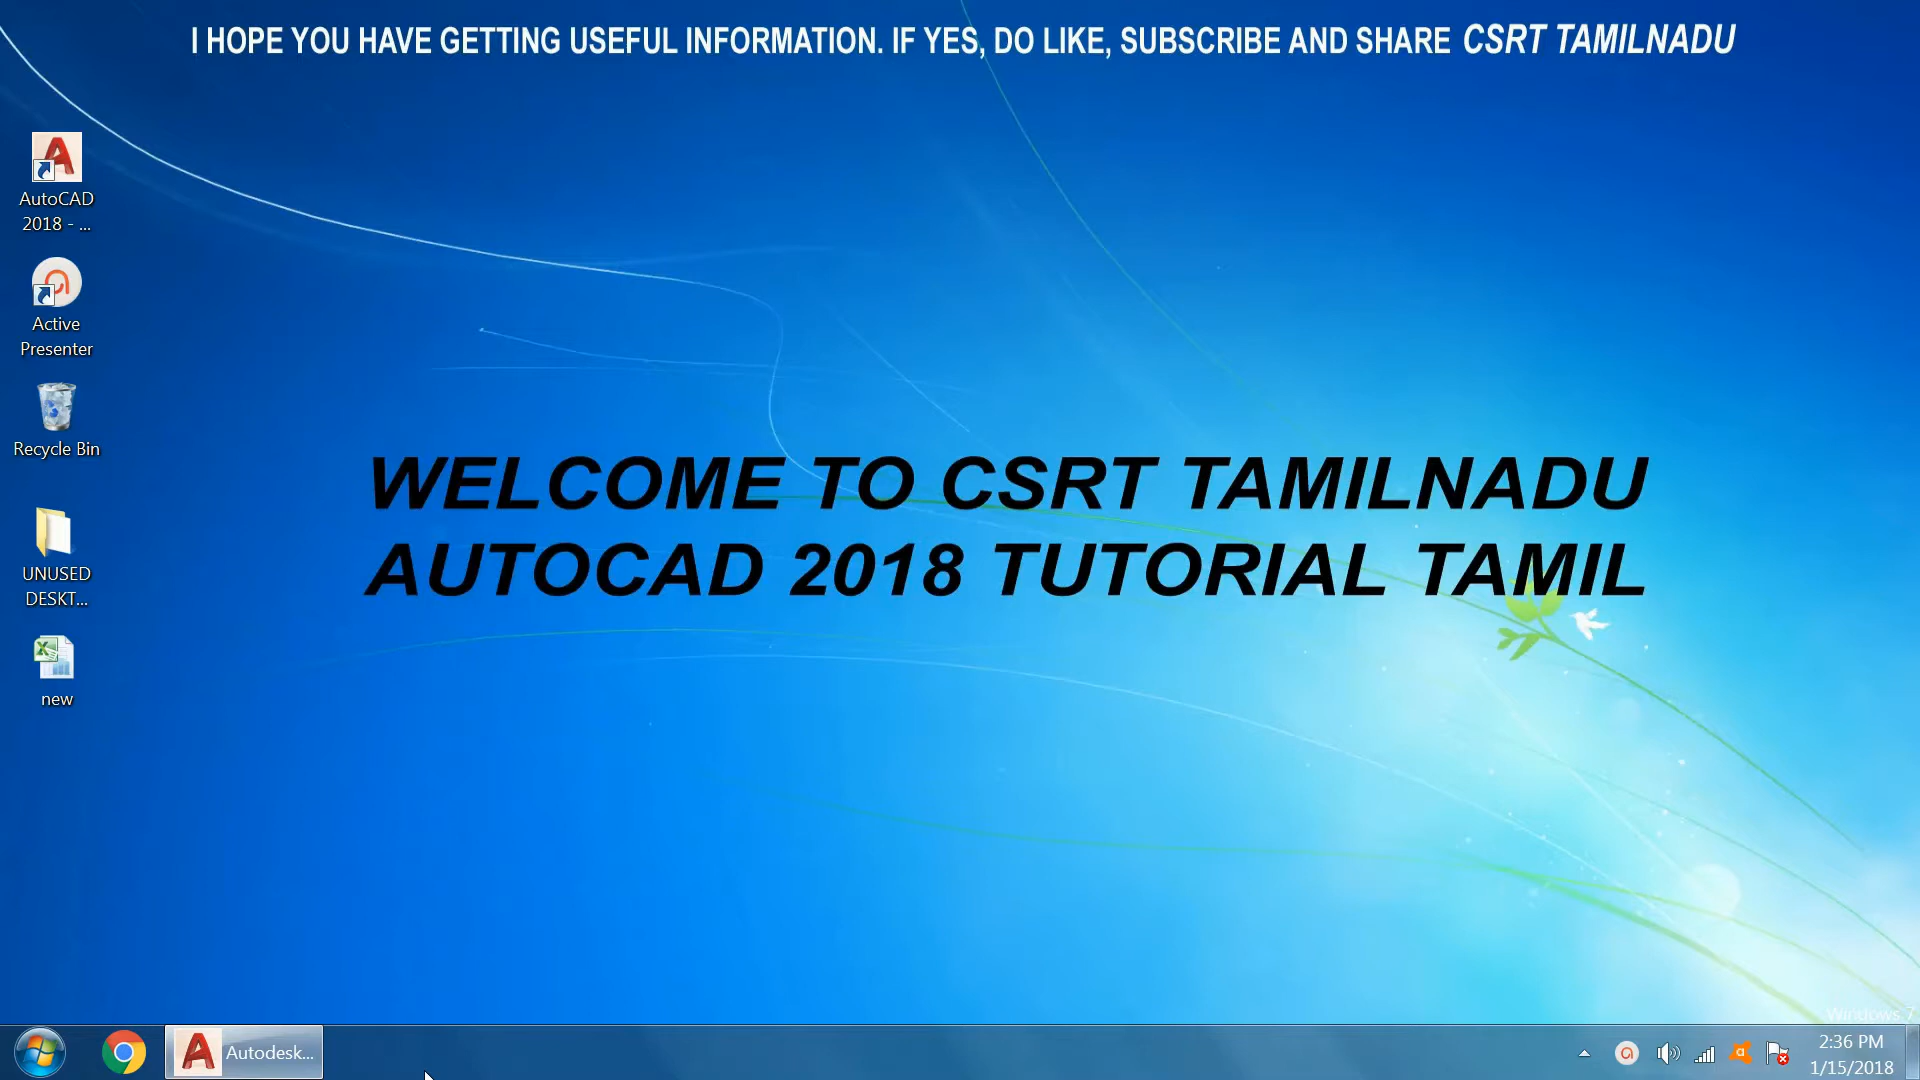 I HOPE YOU HAVE GETTING USEFUL INFORMATION. IF YES, DO LIKE, SUBSCRIBE AND SHARE CSRT TAMILNADU
AutoCAD
2018 - ...
Active
Presenter
Recycle Bin
UNUSED
DESKT...
new
WELCOME TO CSRT TAMILNADU
AUTOCAD 2018 TUTORIAL TAMIL
Windows 7
Autodesk...
2:36 PM
1/15/2018